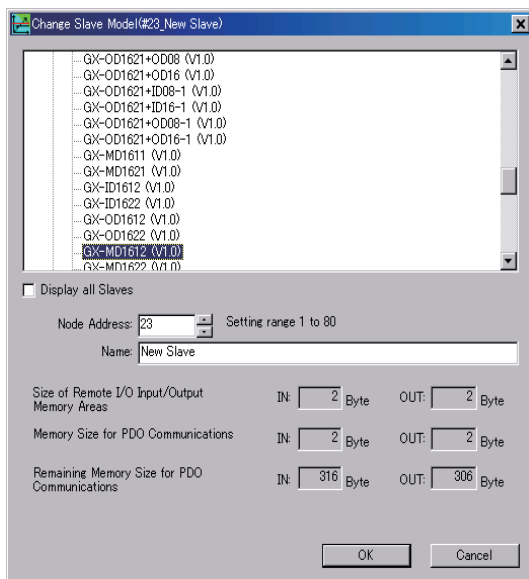 Change Slave Model(#23_New Slave)
GX-OD1621+OD08 (V1.0)
GX-OD1621+OD16 (V1.0)
GX-OD1621+ID08-1 (V1.0)
GX-OD1621+ID16-1 (V1.0)
GX-OD1621+OD08-1 (V1.0)
GX-OD1621+OD16-1 (V1.0)
GX-MD1611 (V1.0)
GX-MD1621 (V1.0)
GX-ID1612 (V1.0)
GX-ID1622 (V1.0)
GX-OD1612 (V1.0)
GX-OD1622 (V1.0)
GX-MD1612 (V1.0)
GX-MD1622 (V1.0)
Display all Slaves
Node Address: 23 Setting range 1 to 80
Name: New Slave
Size of Remote I/O Input/Output
Memory Areas IN: 2 Byte OUT: 2 Byte
Memory Size for PDO Communications IN: 2 Byte OUT: 2 Byte
Remaining Memory Size for PDO
Communications IN: 316 Byte OUT: 306 Byte
OK Cancel